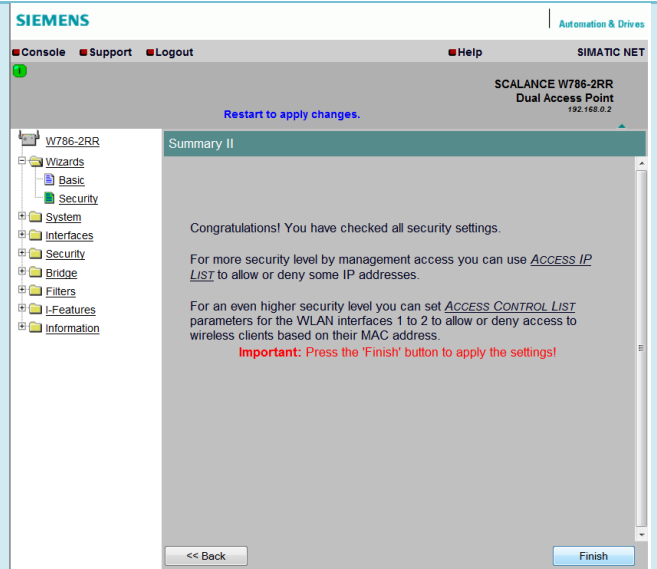 SIEMENS
Automation & Drives
Console Support Logout Help SIMATIC NET
SCALANCE W786-2RR
Dual Access Point
192.168.0.2
Restart to apply changes.
W786-2RR
Wizards
Basic
Security
System
Interfaces
Security
Bridge
Filters
I-Features
Information
Summary II
Congratulations! You have checked all security settings.
For more security level by management access you can use ACCESS IP
LIST to allow or deny some IP addresses.
For an even higher security level you can set ACCESS CONTROL LIST
parameters for the WLAN interfaces 1 to 2 to allow or deny access to
wireless clients based on their MAC address.
Important: Press the 'Finish' button to apply the settings!
<< Back
Finish